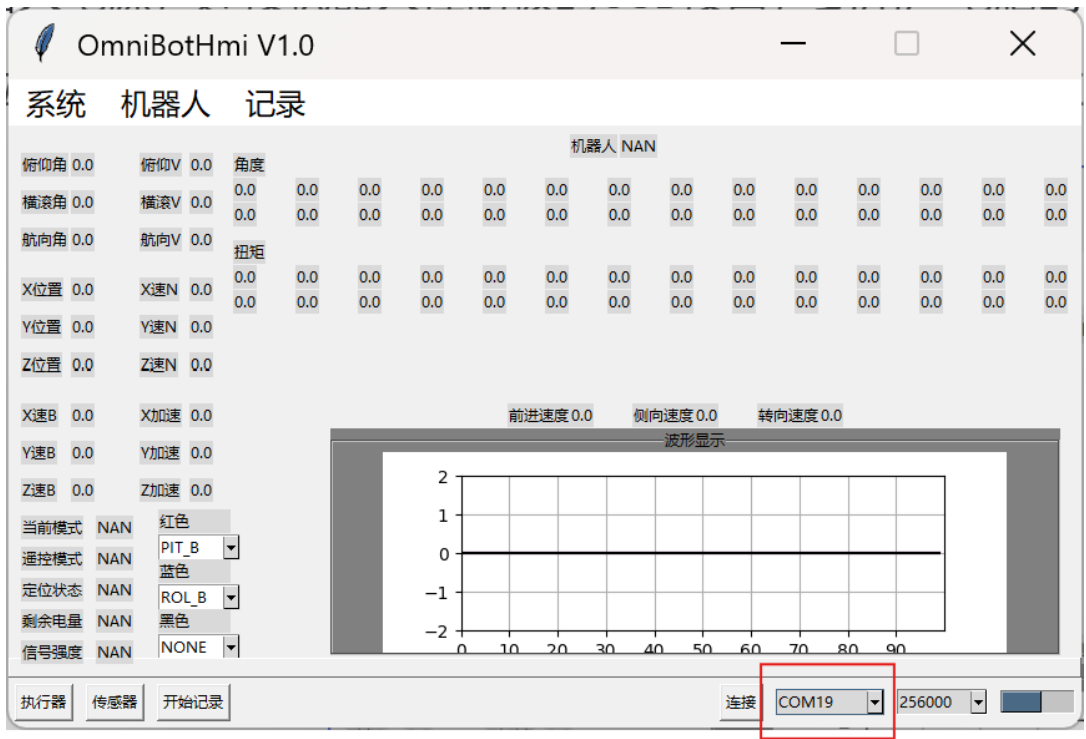 OmniBotHmi V1.0
系统 机器人 记录
机器人 NAN
俯仰角 0.0 俯仰V 0.0 角度
0.0 0.0 0.0 0.0 0.0 0.0 0.0 0.0 0.0 0.0 0.0 0.0 0.0 0.0
横滚角 0.0 横滚V 0.0
0.0 0.0 0.0 0.0 0.0 0.0 0.0 0.0 0.0 0.0 0.0 0.0 0.0 0.0
航向角 0.0 航向V 0.0
扭矩
0.0 0.0 0.0 0.0 0.0 0.0 0.0 0.0 0.0 0.0 0.0 0.0 0.0 0.0
X位置 0.0 X速N 0.0
0.0 0.0 0.0 0.0 0.0 0.0 0.0 0.0 0.0 0.0 0.0 0.0 0.0 0.0
Y位置 0.0 Y速N 0.0
Z位置 0.0 Z速N 0.0
X速B 0.0 X加速 0.0 前进速度 0.0 侧向速度 0.0 转向速度 0.0
波形显示
Y速B 0.0 Y加速 0.0
Z速B 0.0 Z加速 0.0
当前模式 NAN 红色
PIT_B
遥控模式 NAN
蓝色
定位状态 NAN ROL_B
剩余电量 NAN 黑色
信号强度 NAN NONE
2
1
0
−1
−2
0 10 20 30 40 50 60 70 80 90
执行器 传感器 开始记录 连接 COM19 256000